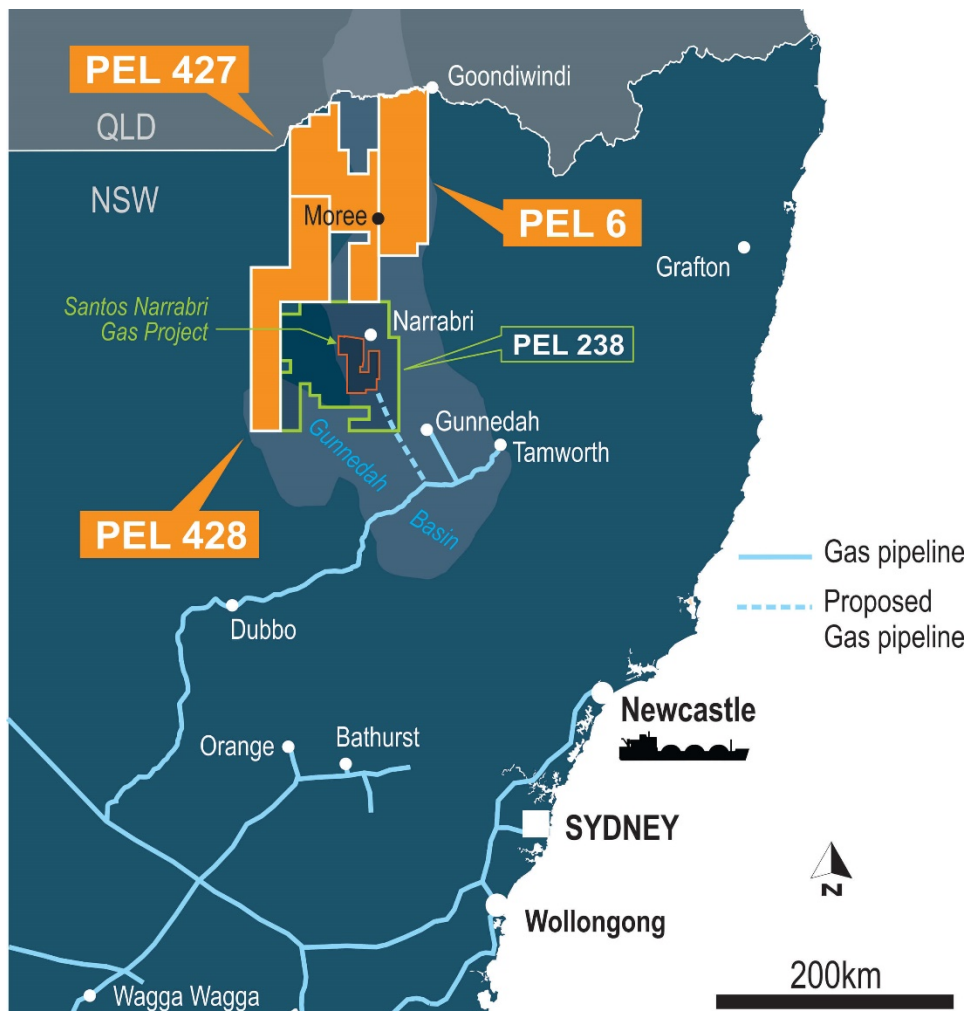 PEL 427
Goondiwindi
QLD
NSW
Moree
PEL 6
Grafton
Santos Narrabri
Gas Project
Narrabri
PEL 238
Gunnedah
Tamworth
Gunnedah
Basin
PEL 428
Gas pipeline
Proposed
Gas pipeline
Dubbo
Newcastle
Orange
Bathurst
SYDNEY
N
Wollongong
200km
Wagga Wagga